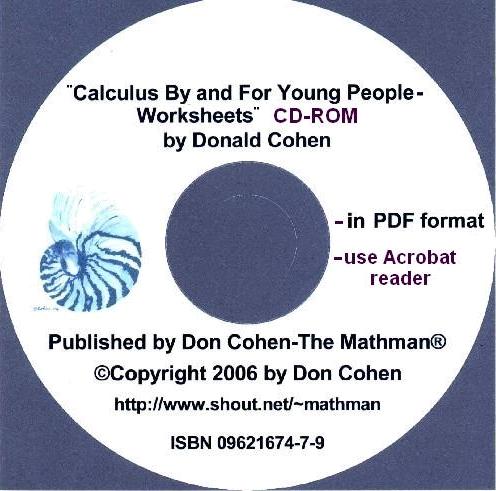 "Calculus By and For Young People-
Worksheets" CD-ROM
by Donald Cohen
-in PDF format
-use Acrobat
reader
Published by Don Cohen-The Mathman®
©Copyright 2006 by Don Cohen
http://www.shout.net/~mathman
ISBN 09621674-7-9